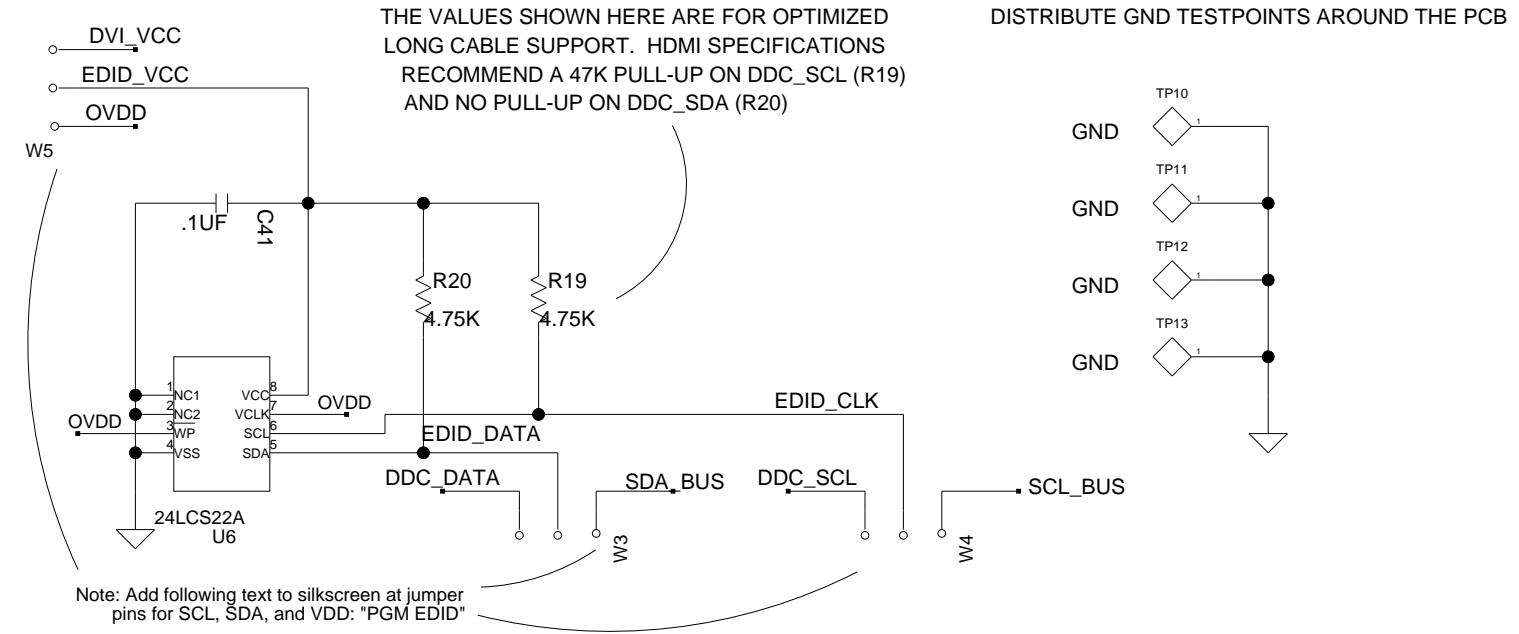 THE VALUES SHOWN HERE ARE FOR OPTIMIZED
LONG CABLE SUPPORT. HDMI SPECIFICATIONS
RECOMMEND A 47K PULL-UP ON DDC_SCL (R19)
AND NO PULL-UP ON DDC_SDA (R20)
DISTRIBUTE GND TESTPOINTS AROUND THE PCB
DVI_VCC
EDID_VCC
OVDD
W5
.1UF
C41
R20
4.75K
R19
4.75K
TP10
GND
1
TP11
GND
1
TP12
GND
1
TP13
GND
1
1
NC1
2
NC2
3
WP
4
VSS
VCC
8
VCLK
7
SCL
6
SDA
5
OVDD
OVDD
24LCS22A
U6
EDID_CLK
EDID_DATA
DDC_DATA
SDA_BUS
W3
DDC_SCL
SCL_BUS
W4
Note: Add following text to silkscreen at jumper
pins for SCL, SDA, and VDD: "PGM EDID"